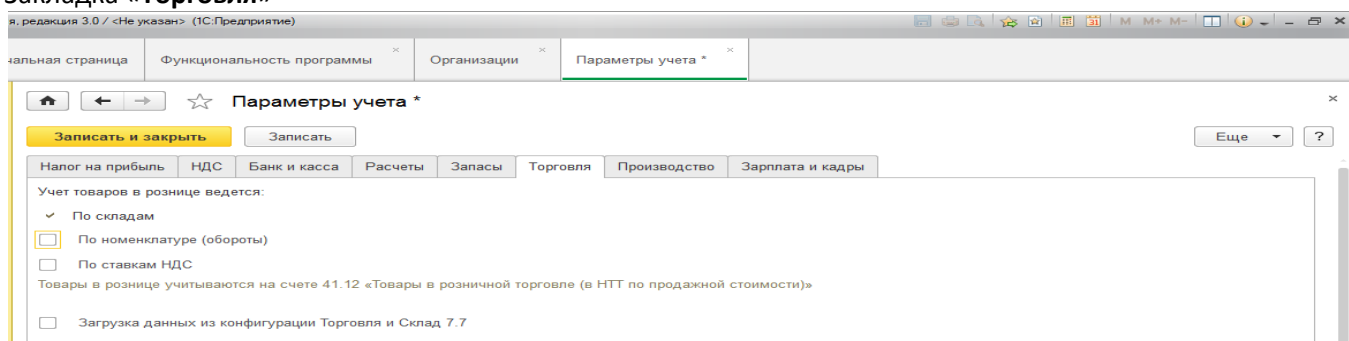 Закладка «Торговля»
я, редакция 3.0 / <Не указан> (1С:Предприятие) M M+ M-
чальная страница Функциональность программы Организации Параметры учета *
Параметры учета *
Записать и закрыть Записать Еще ?
Налог на прибыль НДС Банк и касса Расчеты Запасы Торговля Производство Зарплата и кадры
Учет товаров в рознице ведется:
По складам
По номенклатуре (обороты)
По ставкам НДС
Товары в рознице учитываются на счете 41.12 «Товары в розничной торговле (в НТТ по продажной стоимости)»
Загрузка данных из конфигурации Торговля и Склад 7.7